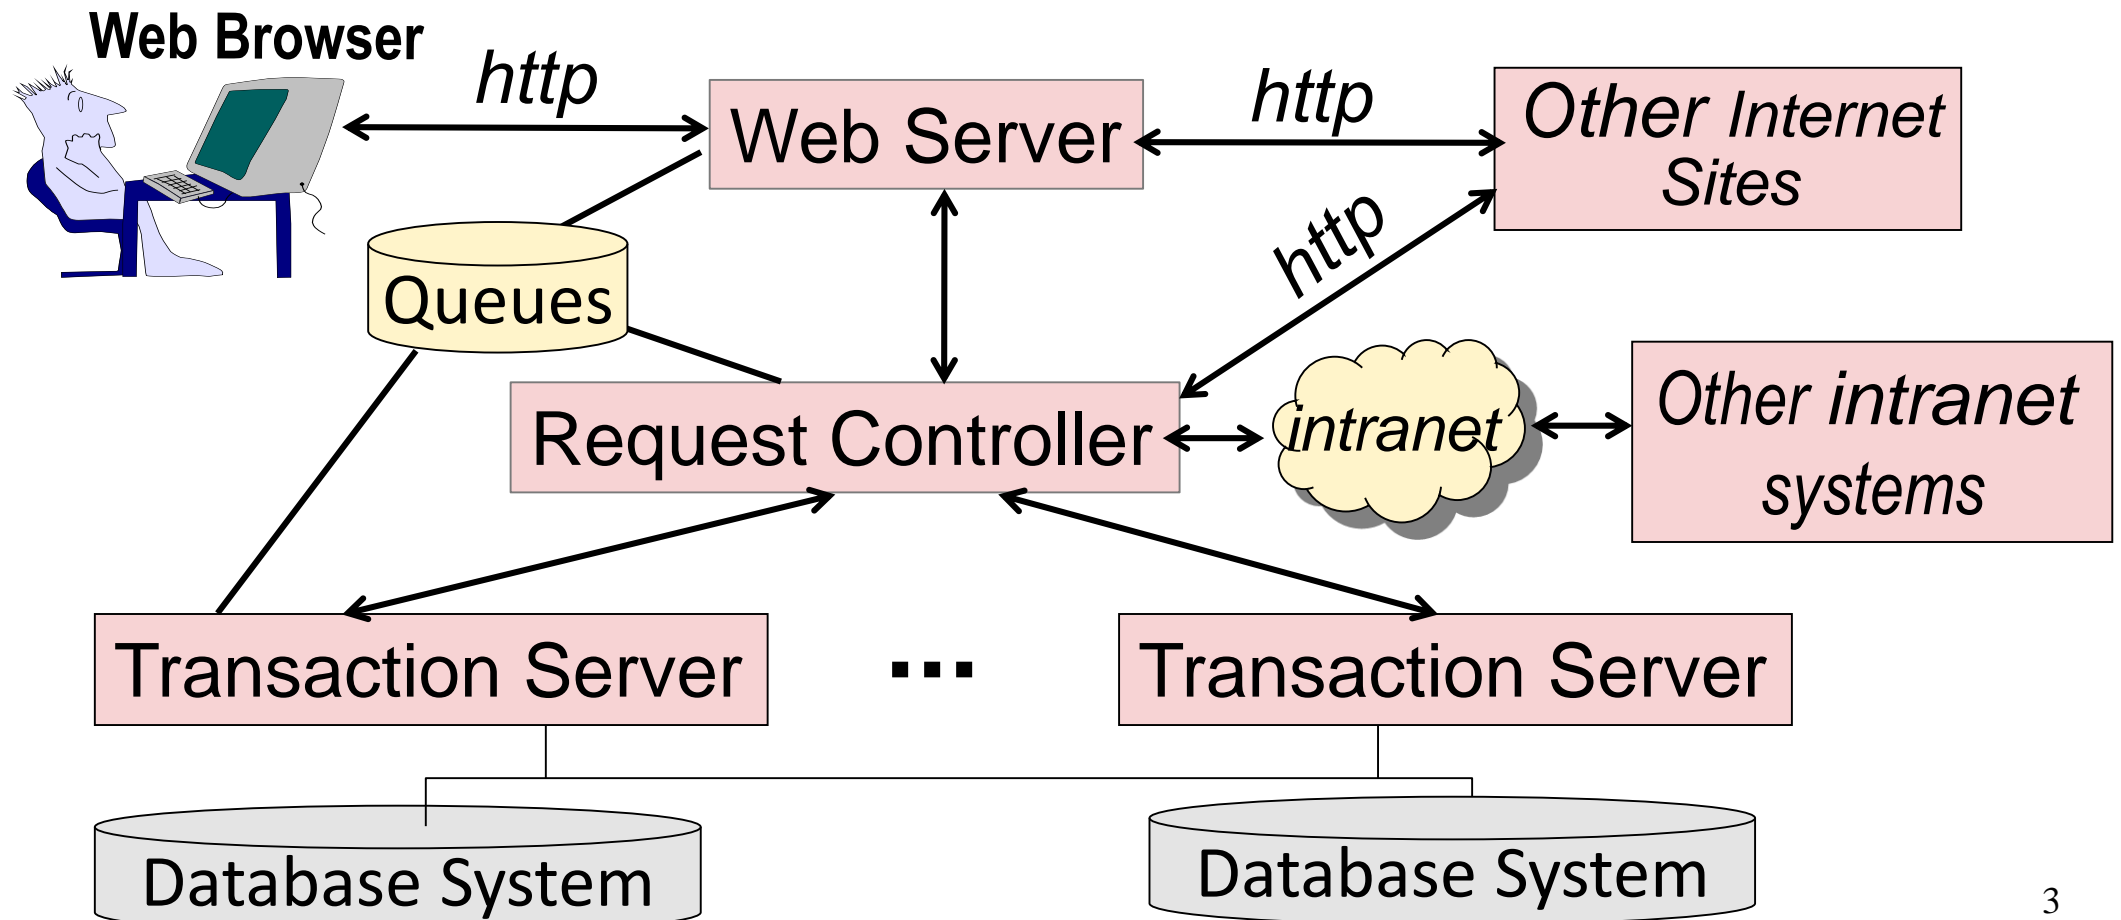 Web Browser
http
http
Web Server
Other Internet
Sites
http
Queues
Request Controller
intranet
Other intranet
systems
Transaction Server
...
Transaction Server
Database System
Database System
3